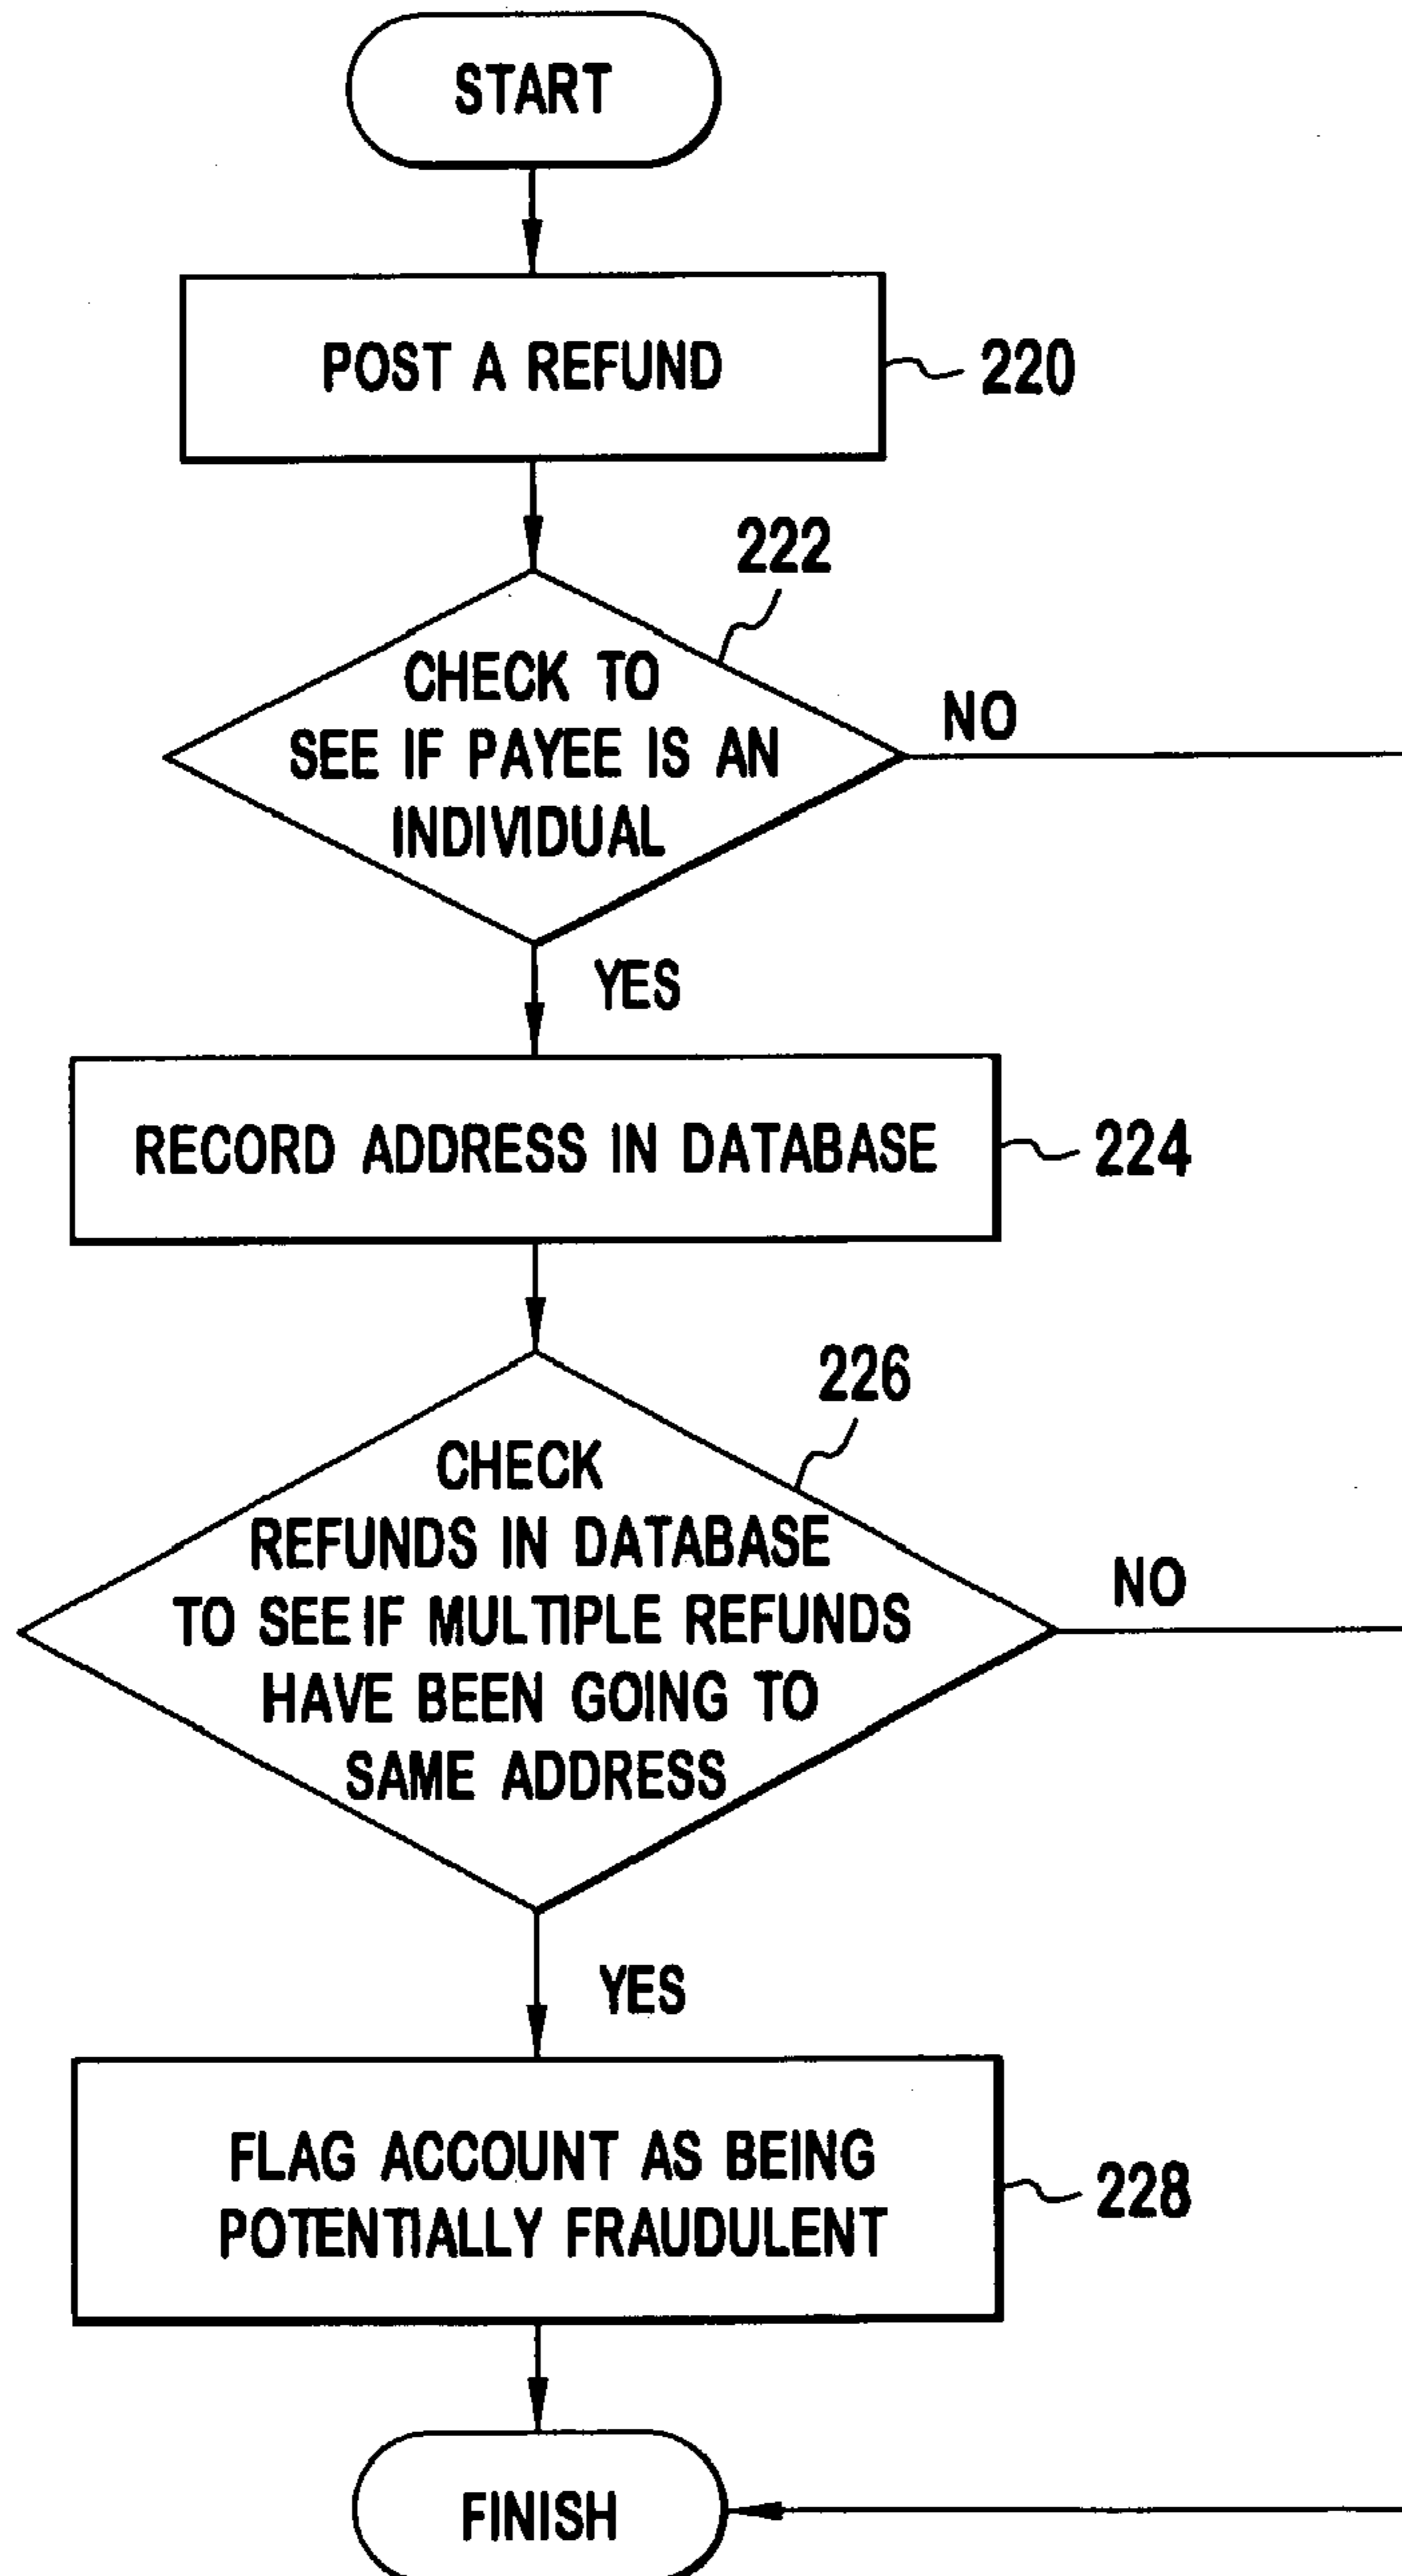 START
POST A REFUND
220
222
CHECK TO
SEE IF PAYEE IS AN
INDIVIDUAL
NO
YES
RECORD ADDRESS IN DATABASE
224
226
CHECK
REFUNDS IN DATABASE
TO SEE IF MULTIPLE REFUNDS
HAVE BEEN GOING TO
SAME ADDRESS
NO
YES
FLAG ACCOUNT AS BEING
POTENTIALLY FRAUDULENT
228
FINISH